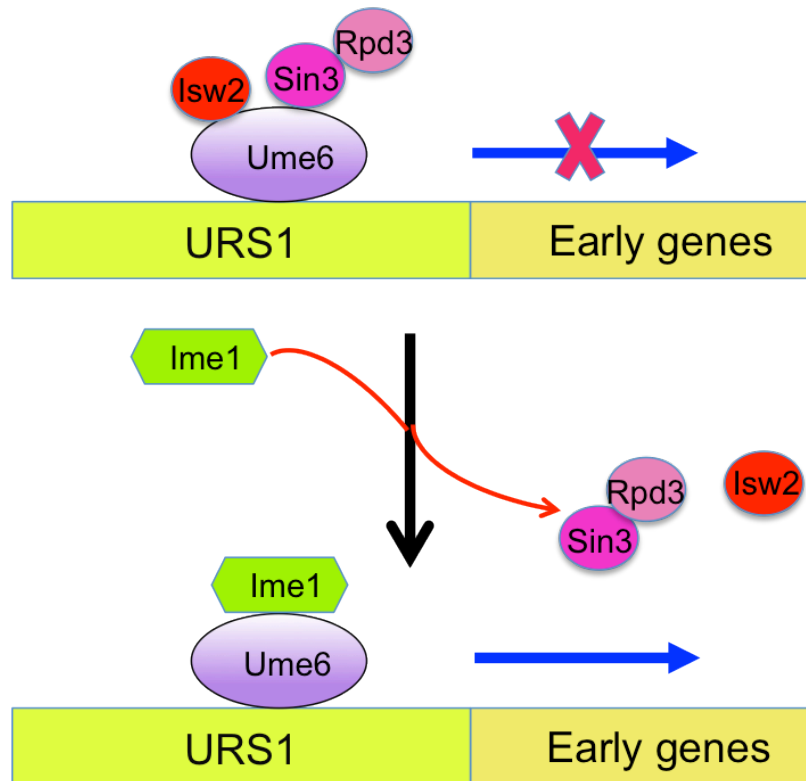 Rpd3
Sin3
Isw2
Ume6
URS1
Early genes
Ime1
Rpd3
Isw2
Sin3
Ime1
Ume6
URS1
Early genes